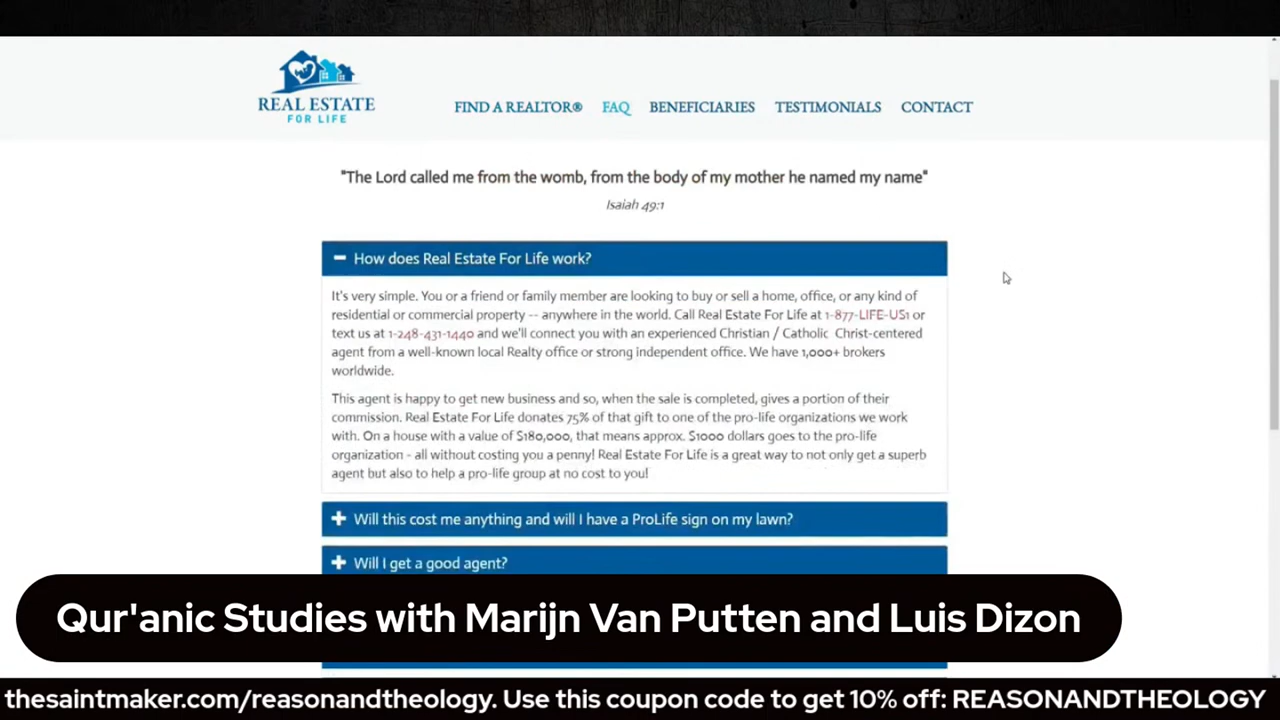 REAL ESTATE
FOR LIFE
FIND A REALTOR® FAQ BENEFICIARIES TESTIMONIALS CONTACT
"The Lord called me from the womb, from the body of my mother he named my name"
Isaiah 49:1
How does Real Estate For Life work?
It's very simple. You or a friend or family member are looking to buy or sell a home, office, or any kind of
residential or commercial property -- anywhere in the world. Call Real Estate For Life at 1-877-LIFE-US1 or
text us at 1-248-431-1440 and we'll connect you with an experienced Christian / Catholic Christ-centered
agent from a well-known local Realty office or strong independent office. We have 1,000+ brokers
worldwide.
This agent is happy to get new business and so, when the sale is completed, gives a portion of their
commission. Real Estate For Life donates 75% of that gift to one of the pro-life organizations we work
with. On a house with a value of $180,000, that means approx. $1000 dollars goes to the pro-life
organization - all without costing you a penny! Real Estate For Life is a great way to not only get a superb
agent but also to help a pro-life group at no cost to you!
Will this cost me anything and will I have a ProLife sign on my lawn?
Will I get a good agent?
Qur'anic Studies with Marijn Van Putten and Luis Dizon
thesaintmaker.com/reasonandtheology. Use this coupon code to get 10% off: REASONANDTHEOLOGY